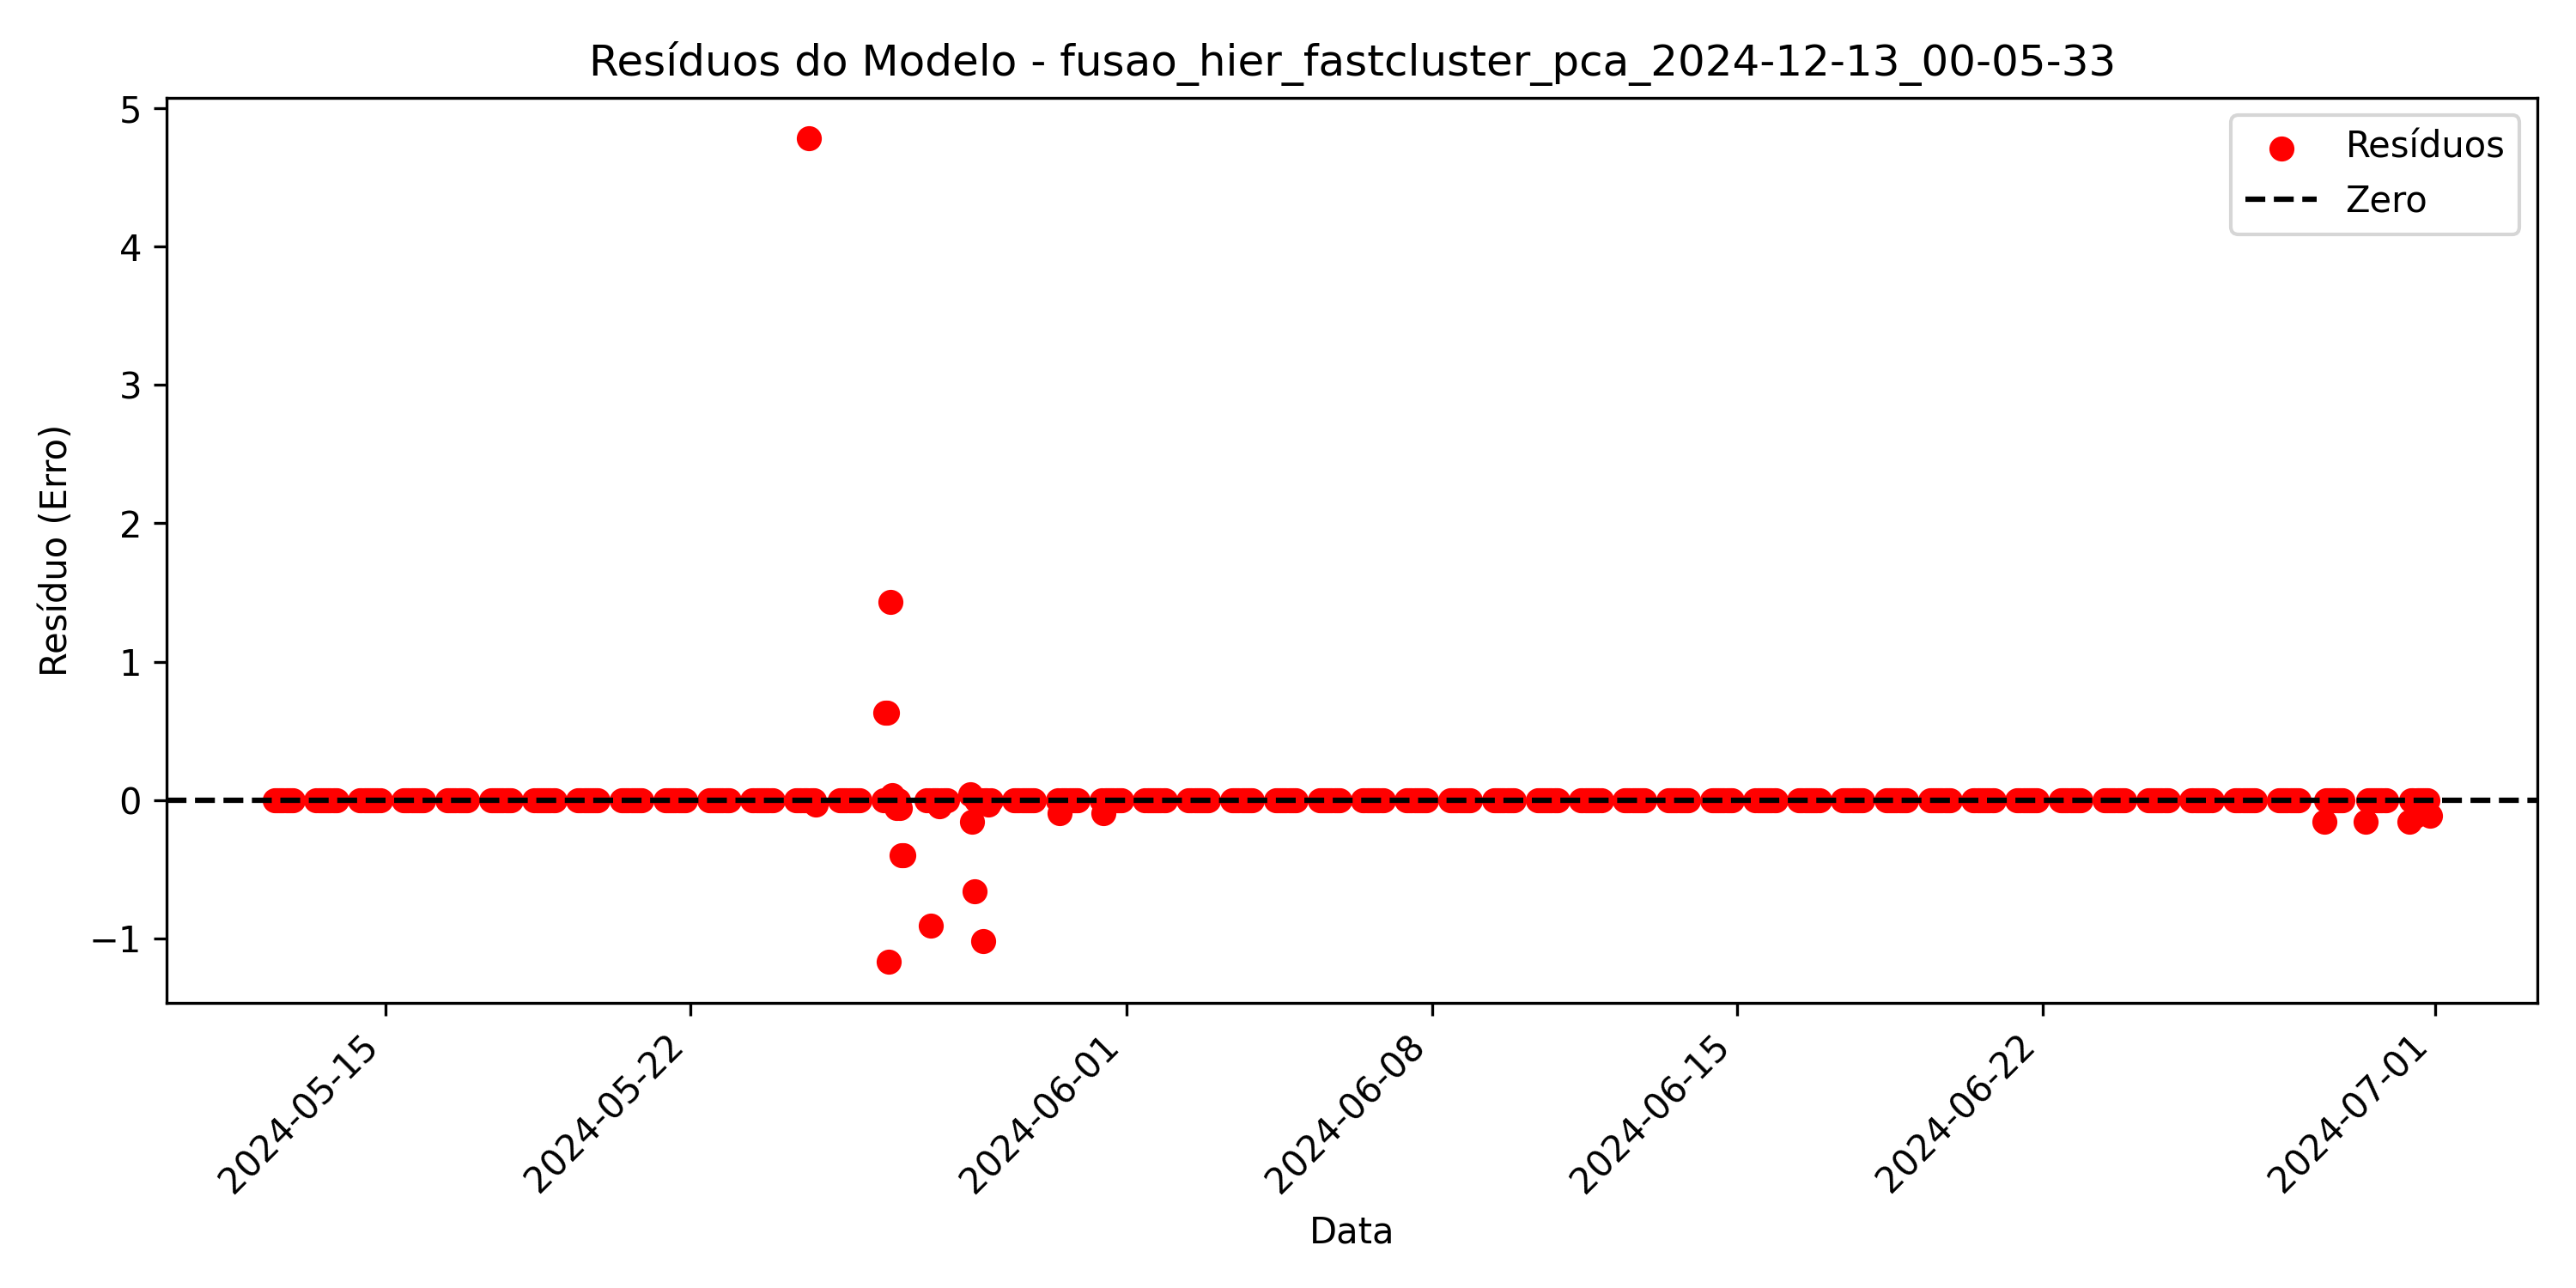 Resíduos do Modelo - fusao_hier_fastcluster_pca_2024-12-13_00-05-33
Resíduos
Zero
Resíduo (Erro)
5
4
3
2
1
0
−1
2024-05-15
2024-05-22
2024-06-01
2024-06-08
2024-06-15
2024-06-22
2024-07-01
Data